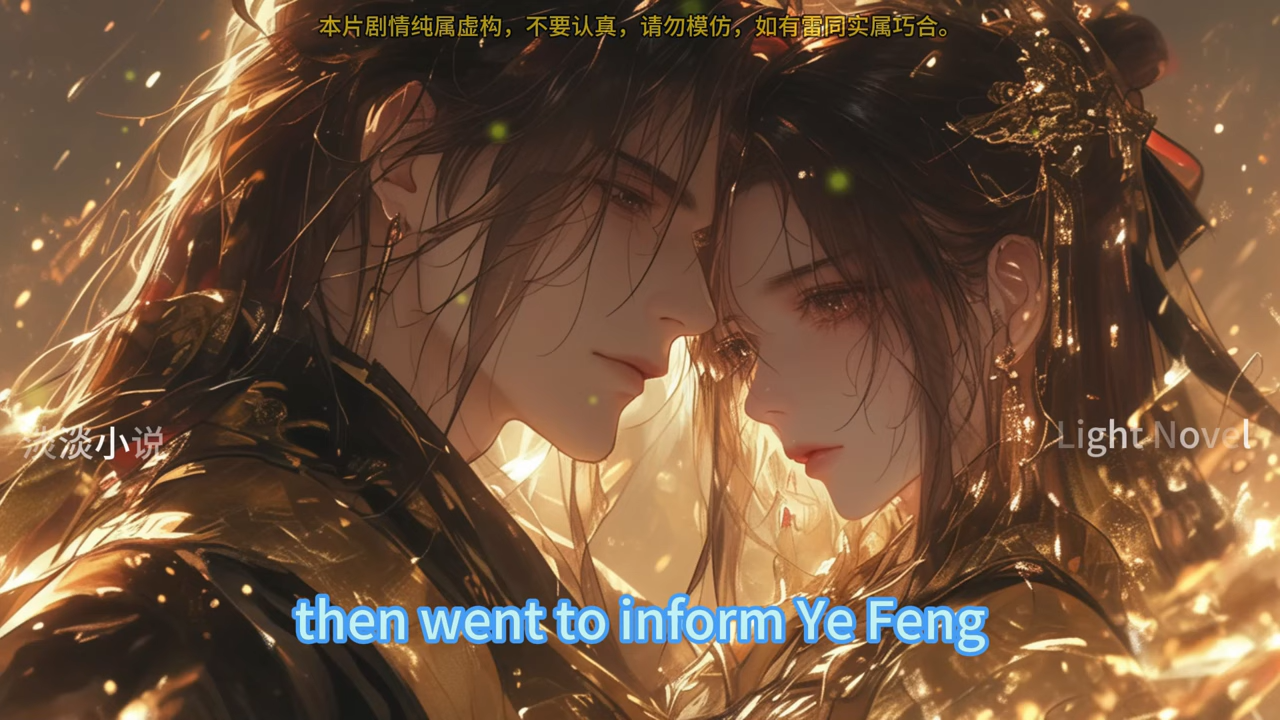 本片剧情纯属虚构，不要认真，请勿模仿，如有雷同实属巧合。
淡淡小说
Light Novel
then went to inform Ye Feng